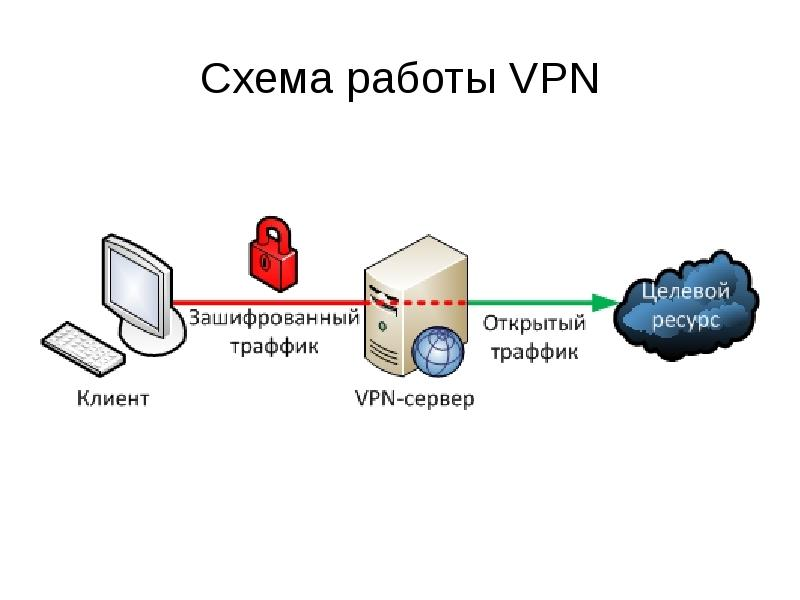 Схема работы VPN
Зашифрованный
траффик
Открытый
траффик
Целевой
ресурс
Клиент
VPN-сервер